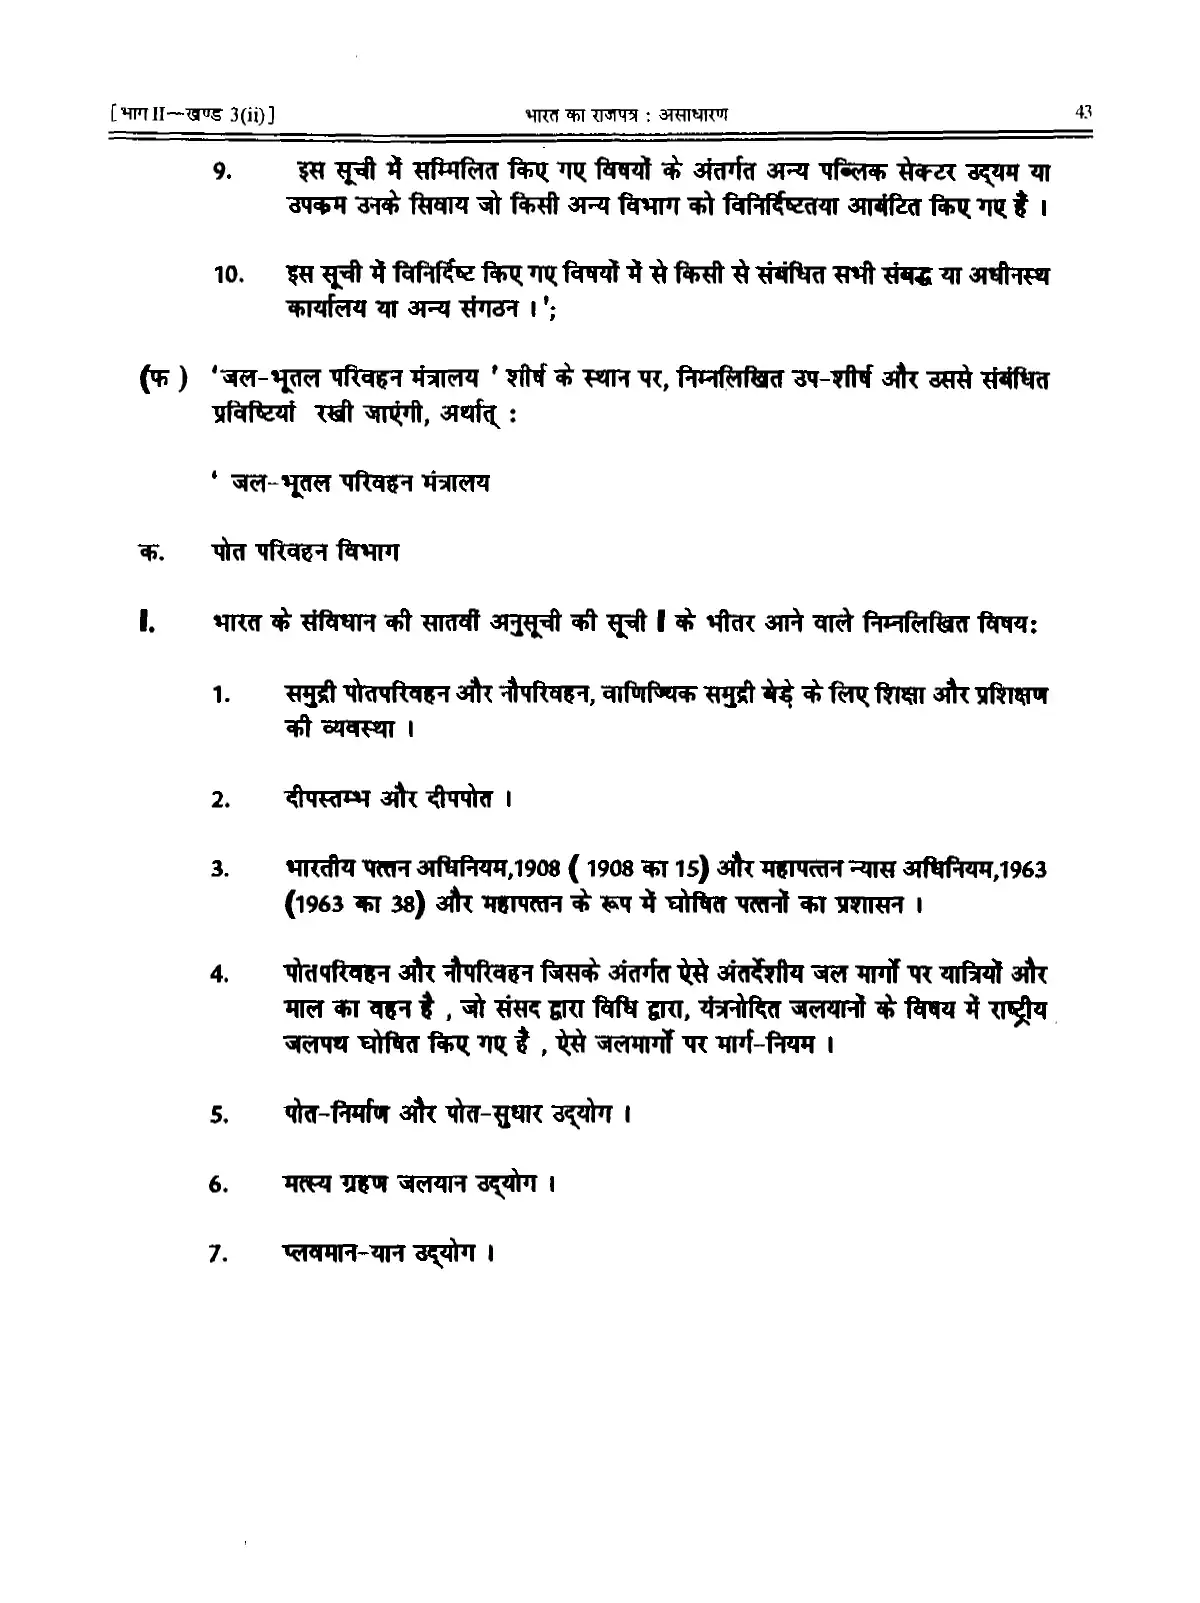 [ भाग II—खण्ड 3(ii) ] भारत का राजपत्र : असाधारण 43
9. इस सूची में सम्मिलित किए गए विषयों के अंतर्गत अन्य पब्लिक सेक्टर उद्यम या
उपकम उनके सिवाय जो किसी अन्य विभाग को विनिर्दिष्टतया आबंटित किए गए हैं ।
10. इस सूची में विनिर्दिष्ट किए गए विषयों में से किसी से संबंधित सभी संबद्ध या अधीनस्थ
कार्यालय या अन्य संगठन । ';
(फ ) 'जल-भूतल परिवहन मंत्रालय ' शीर्ष के स्थान पर, निम्नलिखित उप-शीर्ष और उससे संबंधित
प्रविष्टियां रखी जाएंगी, अर्थात् :
' जल-भूतल परिवहन मंत्रालय
क. पोत परिवहन विभाग
I. भारत के संविधान की सातवीं अनुसूची की सूची I के भीतर आने वाले निम्नलिखित विषय:
1. समुद्री पोतपरिवहन और नौपरिवहन, वाणिज्यिक समुद्री बेड़े के लिए शिक्षा और प्रशिक्षण
की व्यवस्था ।
2. दीपस्तम्भ और दीपपोत ।
3. भारतीय पत्तन अधिनियम,1908 ( 1908 का 15) और महापत्तन न्यास अधिनियम,1963
(1963 का 38) और महापत्तन के रूप में घोषित पत्तनों का प्रशासन ।
4. पोतपरिवहन और नौपरिवहन जिसके अंतर्गत ऐसे अंतर्देशीय जल मार्गों पर यात्रियों और
माल का वहन है , जो संसद द्वारा विधि द्वारा, यंत्रनोदित जलयानों के विषय में राष्ट्रीय
जलपथ घोषित किए गए हैं , ऐसे जलमार्गों पर मार्ग-नियम ।
5. पोत-निर्माण और पोत-सुधार उद्योग ।
6. मत्स्य ग्रहण जलयान उद्योग ।
7. प्लवमान-यान उद्योग ।